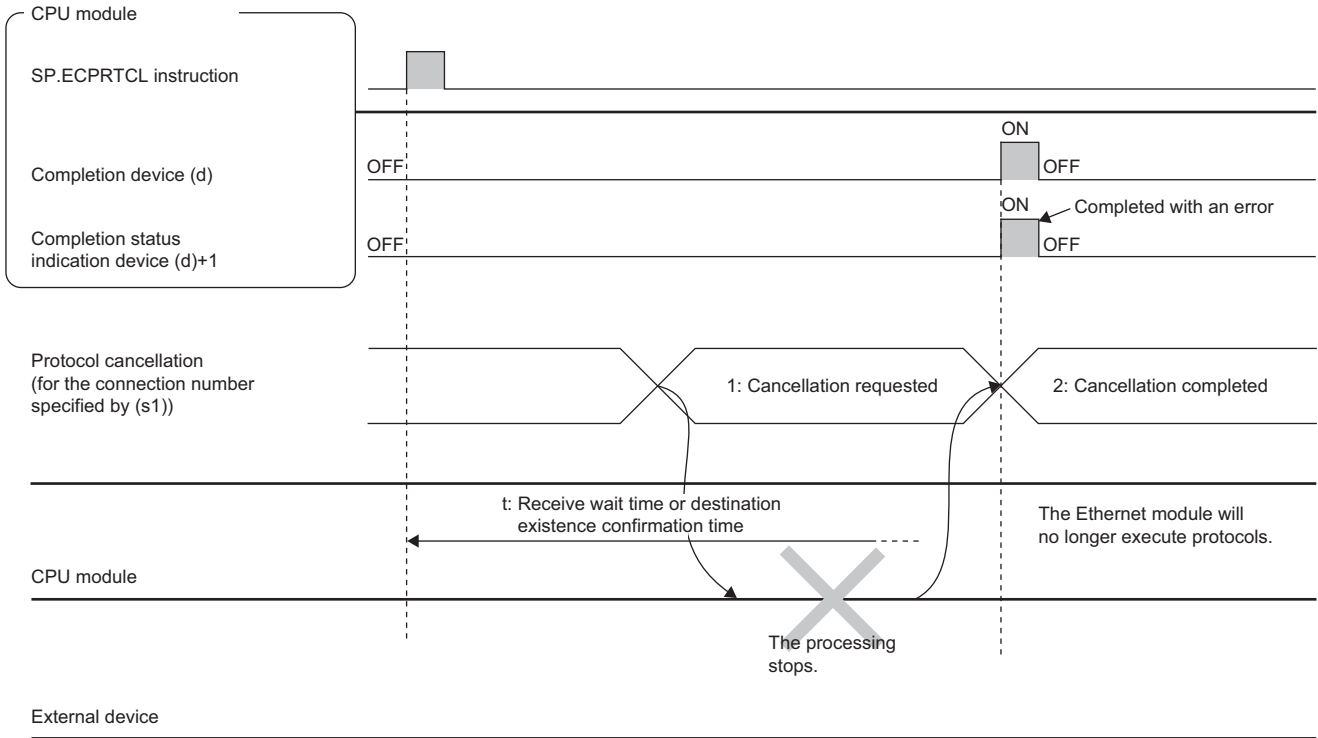 CPU module
SP.ECPRTCL instruction
ON
Completion device (d)
OFF
OFF
ON
Completed with an error
Completion status
indication device (d)+1
OFF
OFF
Protocol cancellation
(for the connection number
specified by (s1))
1: Cancellation requested
2: Cancellation completed
t: Receive wait time or destination
existence confirmation time
The Ethernet module will
no longer execute protocols.
CPU module
The processing
stops.
External device